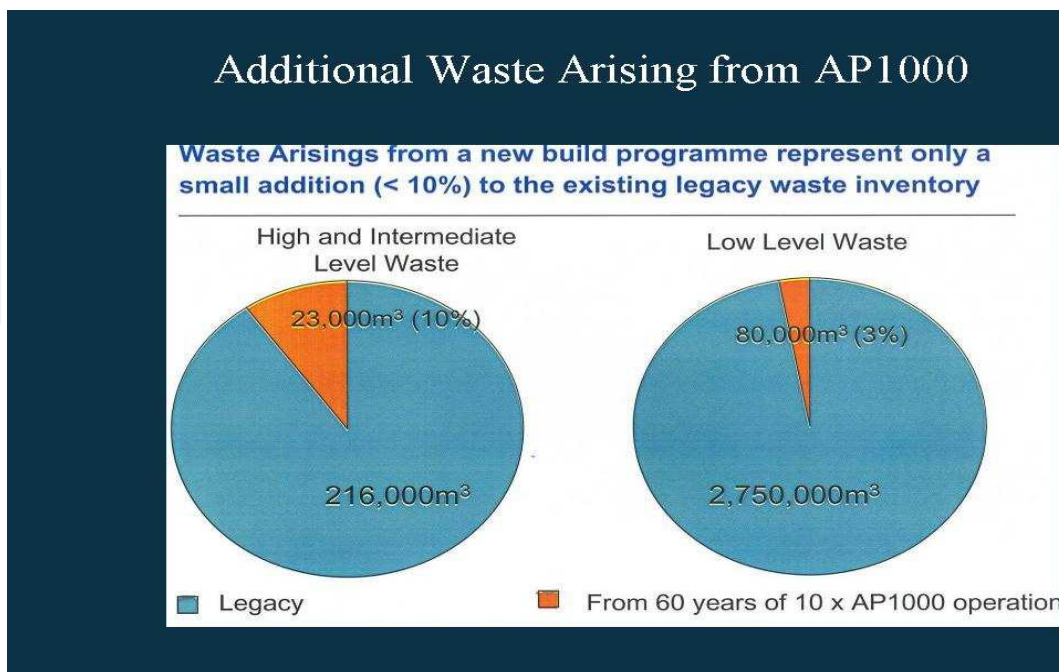 Additional Waste Arising from AP1000
Waste Arisings from a new build programme represent only a
small addition (< 10%) to the existing legacy waste inventory
High and Intermediate
Level Waste
23,000m³ (10%)
216,000m³
Low Level Waste
80,000m³ (3%)
2,750,000m³
Legacy
From 60 years of 10 x AP1000 operation